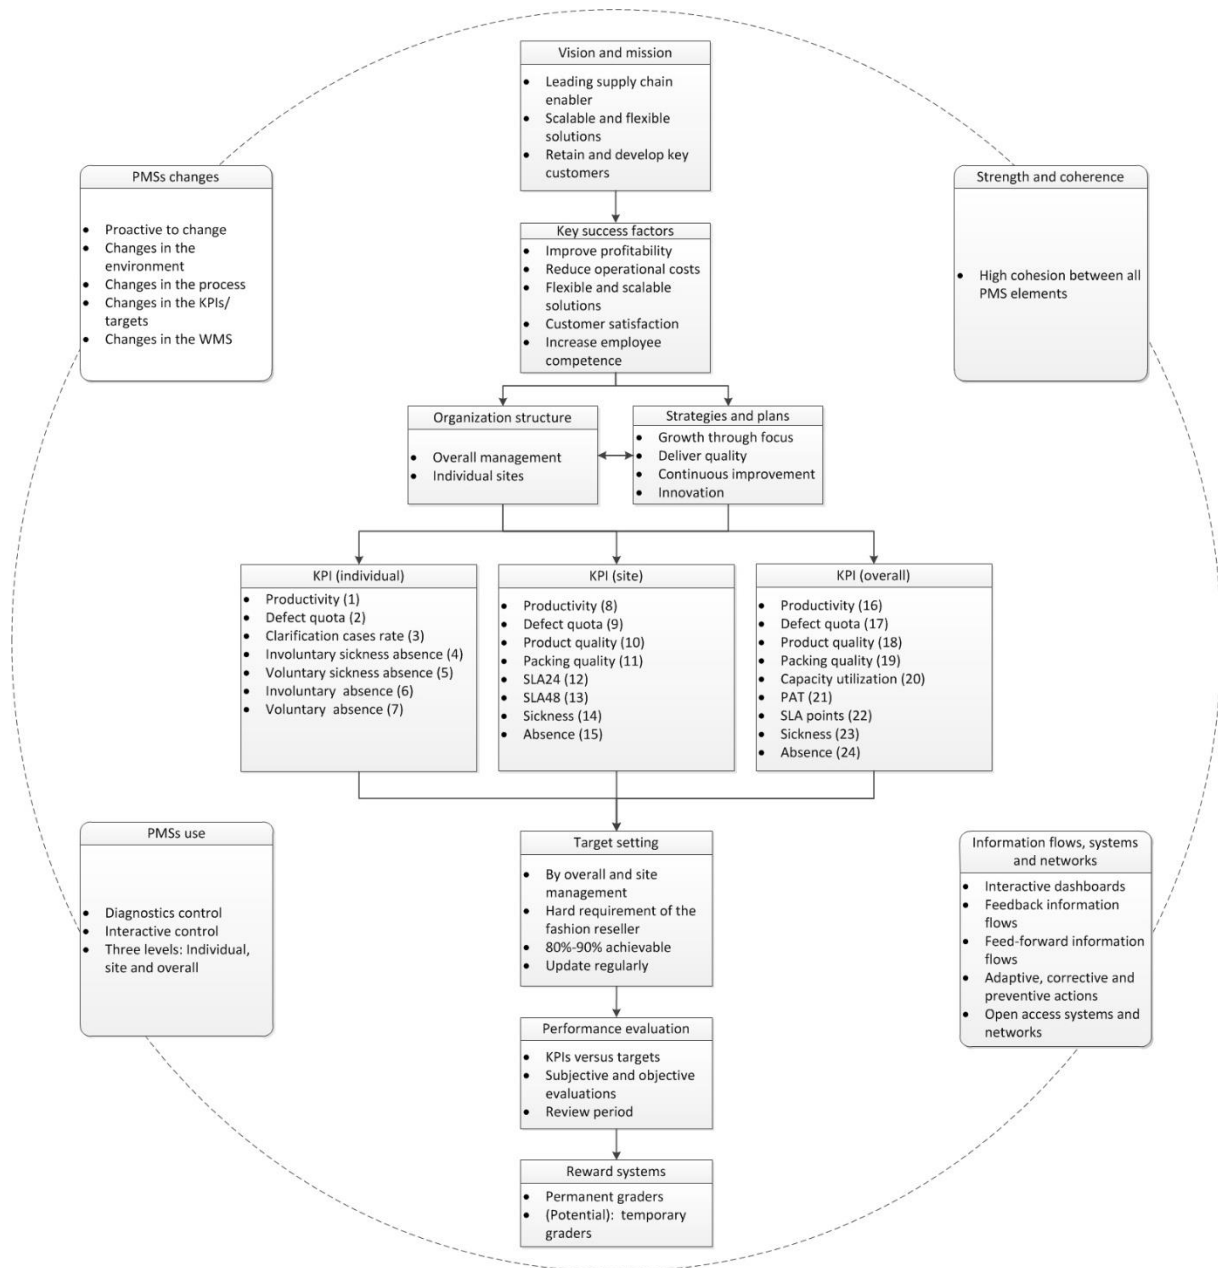 Vision and mission
• Leading supply chain
enabler
• Scalable and flexible
solutions
• Retain and develop key
customers
PMSs changes
• Proactive to change
• Changes in the
environment
• Changes in the process
• Changes in the KPIs/
targets
• Changes in the WMS
Strength and coherence
• High cohesion between all
PMS elements
Key success factors
• Improve profitability
• Reduce operational costs
• Flexible and scalable
solutions
• Customer satisfaction
• Increase employee
competence
Organization structure
• Overall management
• Individual sites
Strategies and plans
• Growth through focus
• Deliver quality
• Continuous improvement
• Innovation
KPI (individual)
• Productivity (1)
• Defect quota (2)
• Clarification cases rate (3)
• Involuntary sickness absence (4)
• Voluntary sickness absence (5)
• Involuntary absence (6)
• Voluntary absence (7)
KPI (site)
• Productivity (8)
• Defect quota (9)
• Product quality (10)
• Packing quality (11)
• SLA24 (12)
• SLA48 (13)
• Sickness (14)
• Absence (15)
KPI (overall)
• Productivity (16)
• Defect quota (17)
• Product quality (18)
• Packing quality (19)
• Capacity utilization (20)
• PAT (21)
• SLA points (22)
• Sickness (23)
• Absence (24)
PMSs use
• Diagnostics control
• Interactive control
• Three levels: Individual,
site and overall
Target setting
• By overall and site
management
• Hard requirement of the
fashion reseller
• 80%-90% achievable
• Update regularly
Information flows, systems
and networks
• Interactive dashboards
• Feedback information
flows
• Feed-forward information
flows
• Adaptive, corrective and
preventive actions
• Open access systems and
networks
Performance evaluation
• KPIs versus targets
• Subjective and objective
evaluations
• Review period
Reward systems
• Permanent graders
• (Potential): temporary
graders